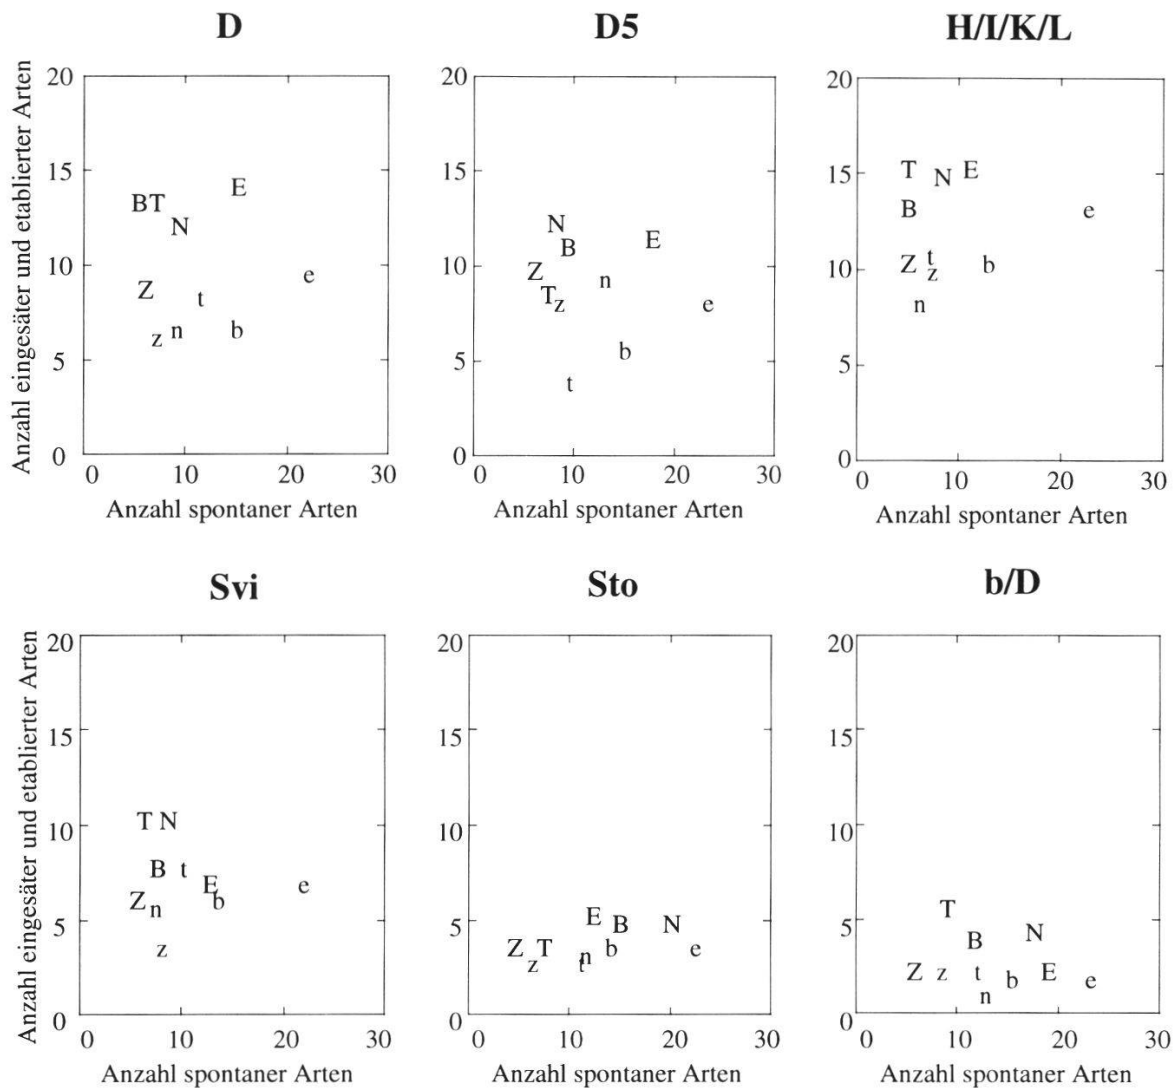 D D5 H/I/K/L
Anzahl eingesäter und etablierter Arten
20 20 20
15 15 15
10 10 10
5 5 5
0 0 0
B T N E Z t e z n b
N B E Z T z n e b t
T N E B e Z t z b n
0 10 20 30 0 10 20 30 0 10 20 30
Anzahl spontaner Arten Anzahl spontaner Arten Anzahl spontaner Arten
Svi Sto b/D
Anzahl eingesäter und etablierter Arten
20 20 20
15 15 15
10 10 10
5 5 5
0 0 0
T N B t E e Z n b z
E B N Z T z t n b e
T N B Z z t n b E e
0 10 20 30 0 10 20 30 0 10 20 30
Anzahl spontaner Arten Anzahl spontaner Arten Anzahl spontaner Arten